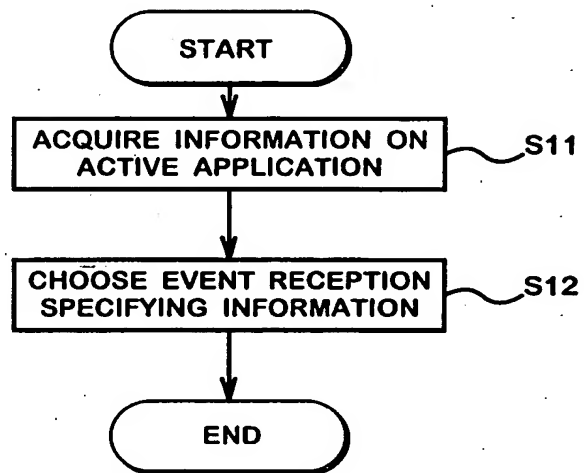 START
ACQUIRE INFORMATION ON
ACTIVE APPLICATION
S11
CHOOSE EVENT RECEPTION
SPECIFYING INFORMATION
S12
END